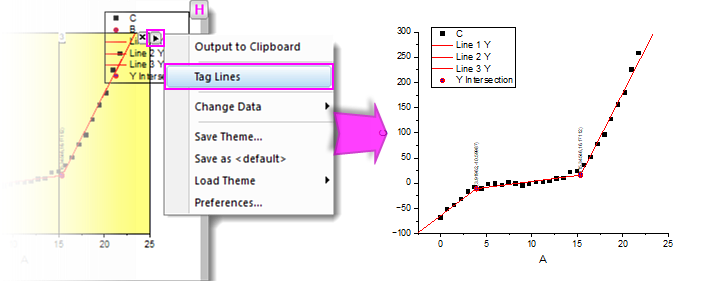 H
C
B
3
Line 2 Y
Line 3 Y
Y Intersec
Output to Clipboard
Tag Lines
Change Data
Save Theme...
Save as <default>
Load Theme
Preferences...
0
15
20
25
A
300
250
200
150
100
50
0
−50
−100
C
Line 1 Y
Line 2 Y
Line 3 Y
Y Intersection
0
5
10
15
20
25
A